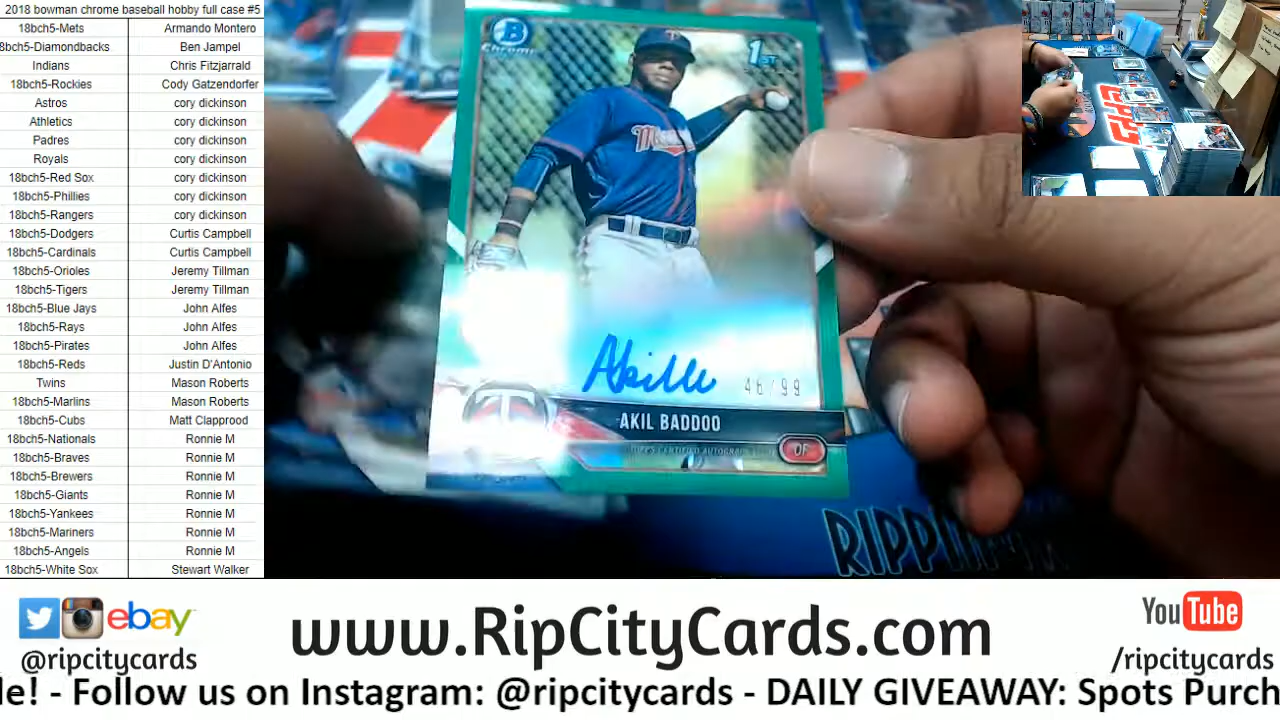 2018 bowman chrome baseball hobby full case #5
18bch5-Mets Armando Montero
8bch5-Diamondbacks Ben Jampel
Indians Chris Fitzjarrald
18bch5-Rockies Cody Gatzendorfer
Astros cory dickinson
Athletics cory dickinson
Padres cory dickinson
Royals cory dickinson
18bch5-Red Sox cory dickinson
18bch5-Phillies cory dickinson
18bch5-Rangers cory dickinson
18bch5-Dodgers Curtis Campbell
18bch5-Cardinals Curtis Campbell
18bch5-Orioles Jeremy Tillman
18bch5-Tigers Jeremy Tillman
18bch5-Blue Jays John Alfes
18bch5-Rays John Alfes
18bch5-Pirates John Alfes
18bch5-Reds Justin D'Antonio
Twins Mason Roberts
18bch5-Marlins Mason Roberts
18bch5-Cubs Matt Clapprood
18bch5-Nationals Ronnie M
18bch5-Braves Ronnie M
18bch5-Brewers Ronnie M
18bch5-Giants Ronnie M
18bch5-Yankees Ronnie M
18bch5-Mariners Ronnie M
18bch5-Angels Ronnie M
18bch5-White Sox Stewart Walker
B
Chrome
1ST
T
46/99
T
AKIL BADDOO
TOPPS CERTIFIED AUTOGRAPH ISSUE
OF
ebay
@ripcitycards
www.RipCityCards.com
YouTube
/ripcitycards
le! - Follow us on Instagram: @ripcitycards - DAILY GIVEAWAY: Spots Purch